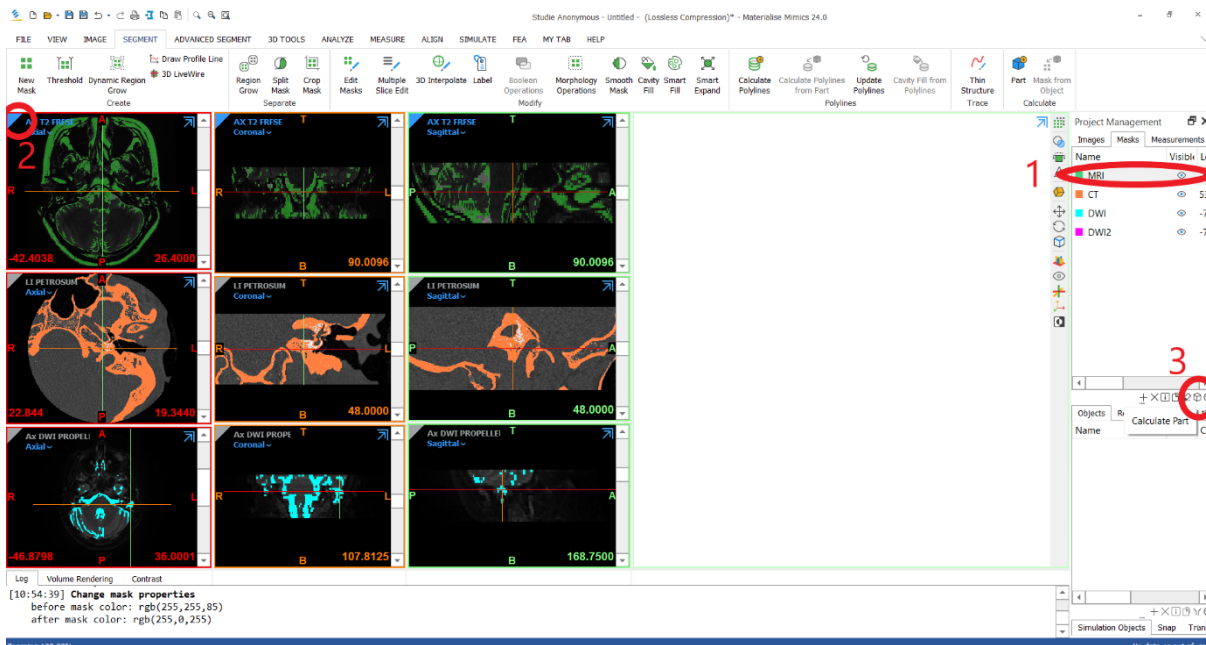 Studie Anonymous - Untitled - (Lossless Compression)* - Materialise Mimics 24.0
FILE VIEW IMAGE SEGMENT ADVANCED SEGMENT 3D TOOLS ANALYZE MEASURE ALIGN SIMULATE FEA MY TAB HELP
New Mask
Threshold
Dynamic Region Grow
Draw Profile Line
3D LiveWire
Create
Region Grow
Split Mask
Crop Mask
Separate
Edit Masks
Multiple Slice Edit
3D Interpolate
Label
Boolean Operations
Morphology Operations
Smooth Mask
Cavity Fill
Smart Fill
Smart Expand
Modify
Calculate Polylines
Calculate Polylines from Part
Update Polylines
Cavity Fill from Polylines
Polylines
Thin Structure
Trace
Part
Mask from Object
Calculate
2
AX T2 FRFSE
Axial
A
R
L
-42.4038
P
26.4000
AX T2 FRFSE
Coronal
T
R
L
B
90.0096
AX T2 FRFSE
Sagittal
T
P
A
B
90.0096
LI PETROSUM
Axial
A
R
L
22.844
P
19.3440
LI PETROSUM
Coronal
T
R
L
B
48.0000
LI PETROSUM
Sagittal
T
P
A
B
48.0000
Ax DWI PROPELL
Axial
A
R
L
-46.8798
P
36.0001
Ax DWI PROPE
Coronal
T
R
L
B
107.8125
Ax DWI PROPELLE
Sagittal
T
P
A
B
168.7500
Project Management
Images Masks Measurements
Name Visible
1
MRI
CT 53
DWI -7
DWI2 -7
3
Objects
Name
Calculate Part
Log Volume Rendering Contrast
[10:54:39] Change mask properties
before mask color: rgb(255,255,85)
after mask color: rgb(255,0,255)
Simulation Objects Snap